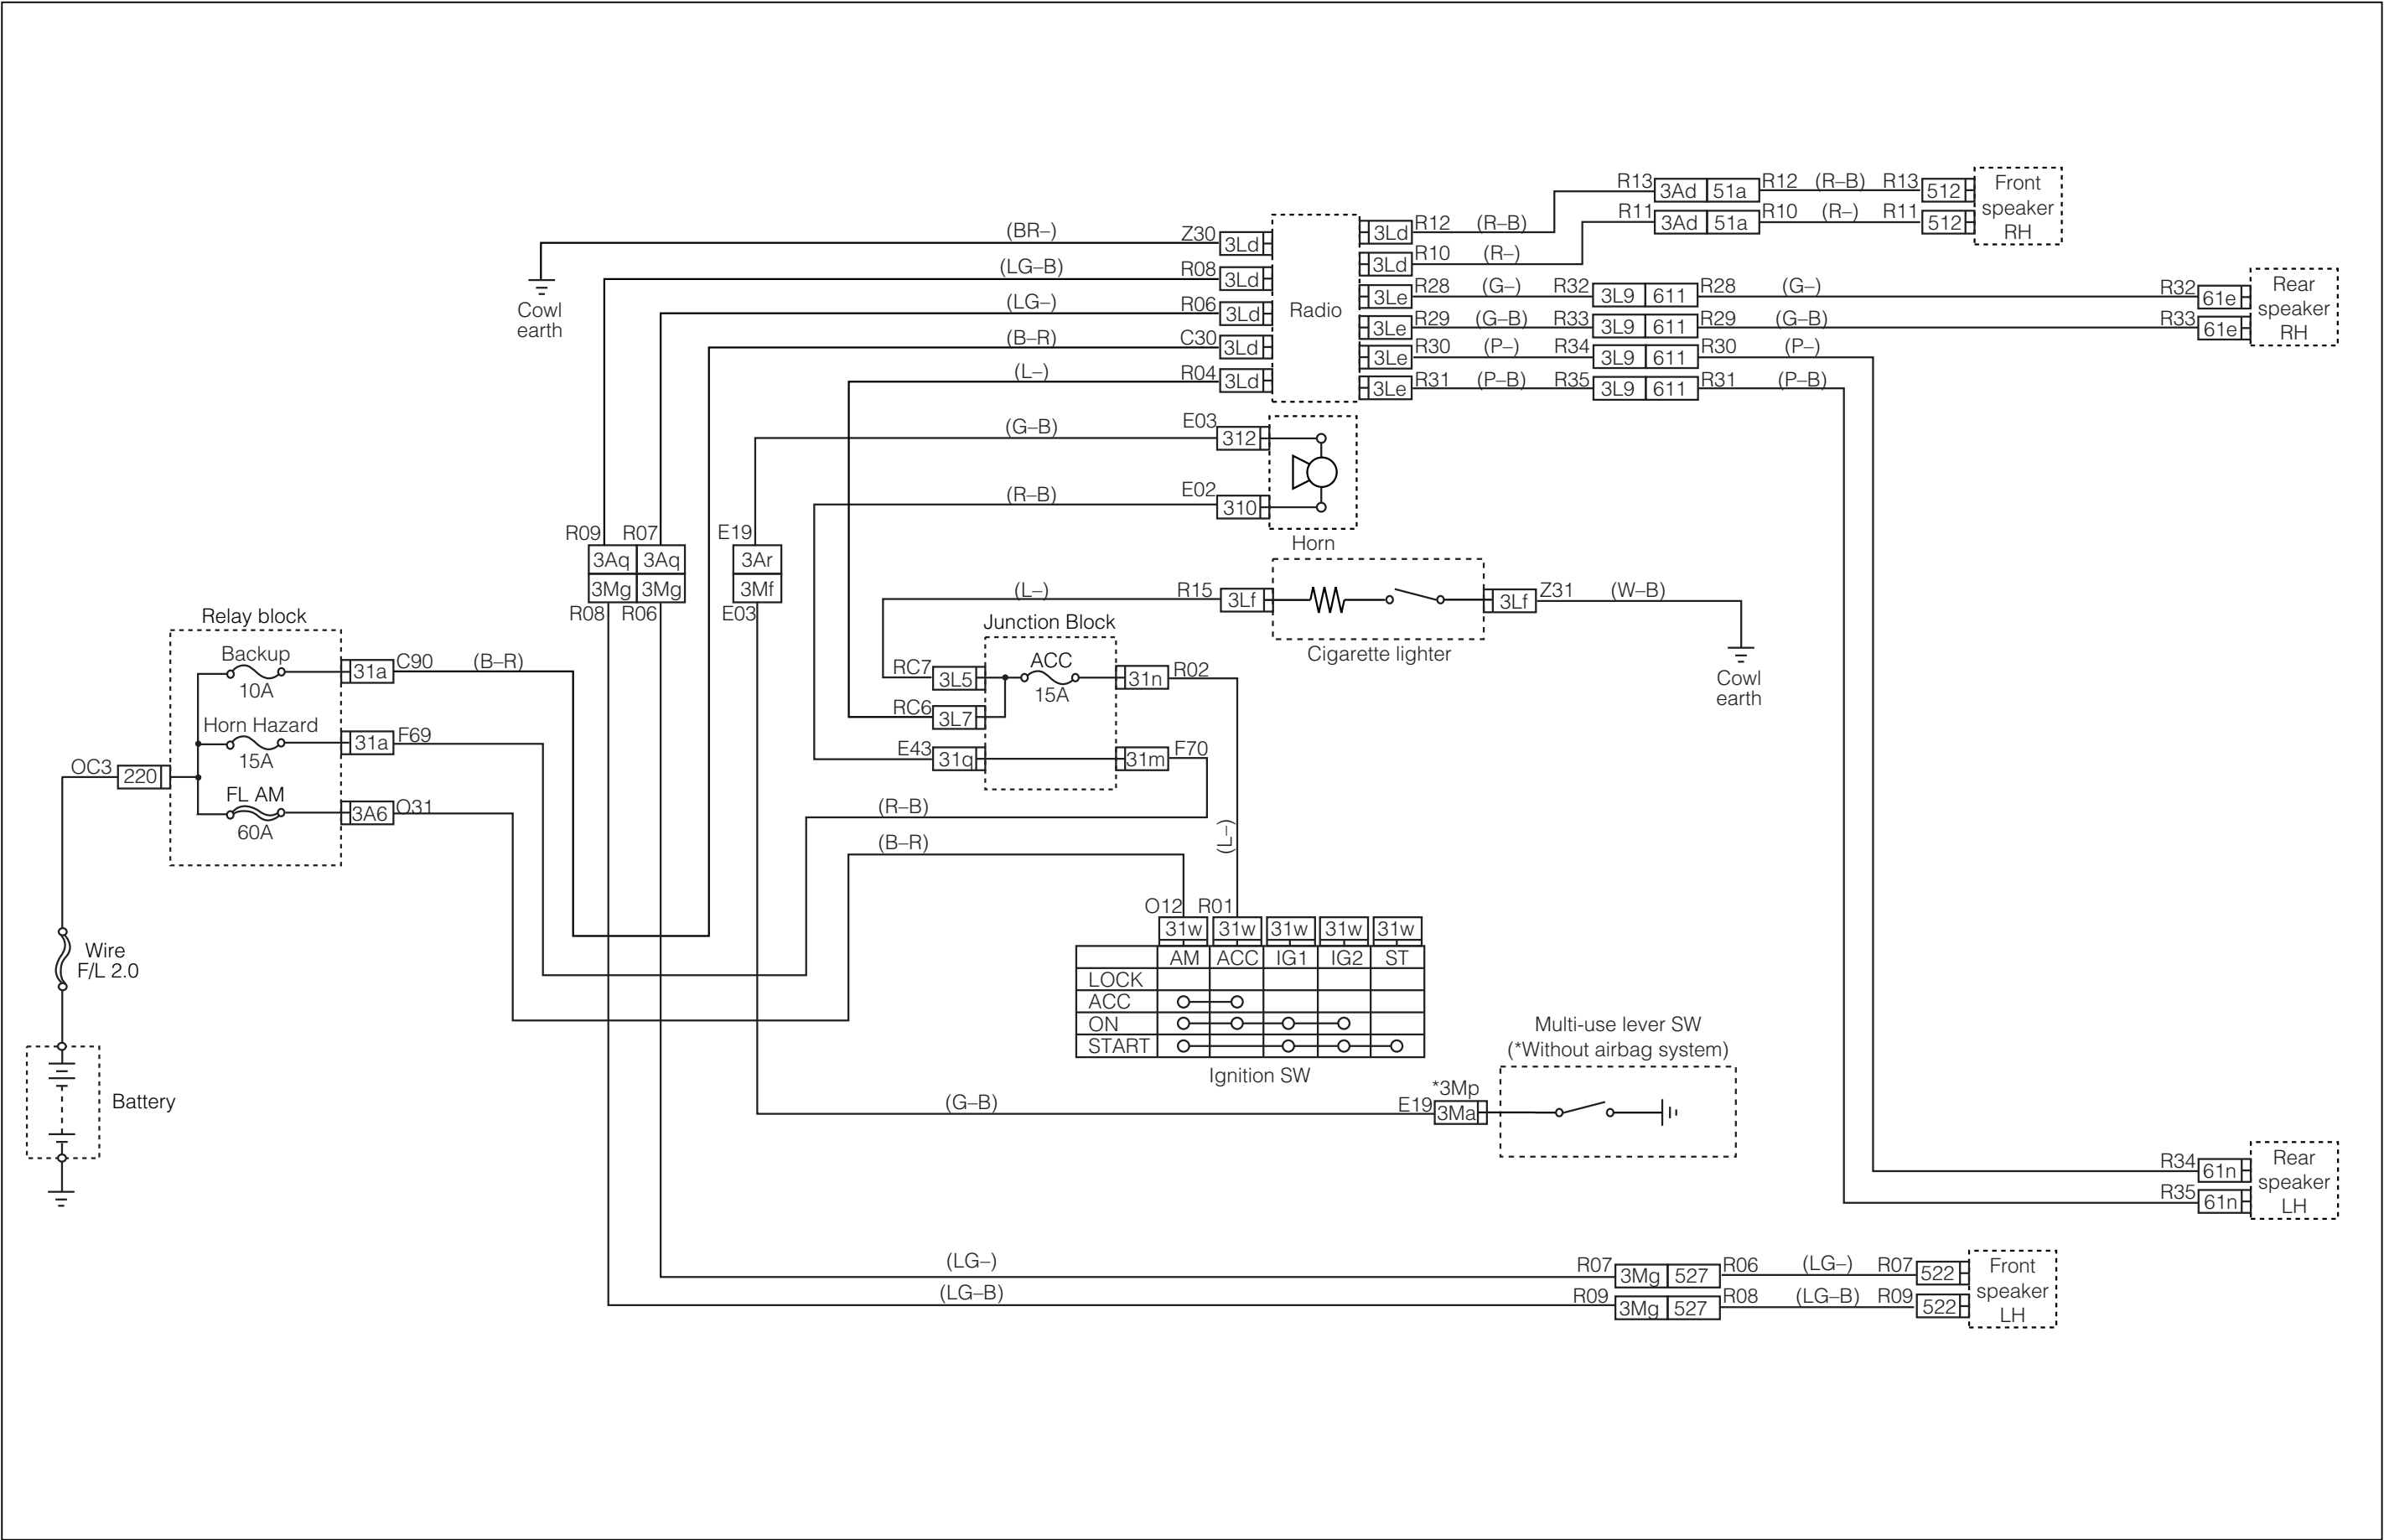 R13 3Ad 51a R12 (R–B) R13 512
R11 3Ad 51a R10 (R–) R11 512
Front
speaker
RH
(BR–) Z30 3Ld
Cowl
earth
(LG–B) R08 3Ld
(LG–) R06 3Ld
(B–R) C30 3Ld
(L–) R04 3Ld
Radio
3Ld R12 (R–B)
3Ld R10 (R–)
3Le R28 (G–) R32 3L9 611 R28 (G–) R32 61e
3Le R29 (G–B) R33 3L9 611 R29 (G–B) R33 61e
3Le R30 (P–) R34 3L9 611 R30 (P–)
3Le R31 (P–B) R35 3L9 611 R31 (P–B)
Rear
speaker
RH
(G–B) E03 312
(R–B) E02 310
Horn
R09 R07 E19
3Aq 3Aq 3Ar
3Mg 3Mg 3Mf
R08 R06 E03
(L–) R15 3Lf
3Lf Z31 (W–B)
Cigarette lighter
Cowl
earth
Junction Block
RC7 3L5 ACC 31n R02
15A
RC6 3L7
E43 31q 31m F70
Relay block
Backup
10A
31a C90 (B–R)
Horn Hazard
15A
31a F69
OC3 220
FL AM
60A
3A6 O31
(R–B)
(B–R)
(L–)
Wire
F/L 2.0
Battery
O12 R01
31w 31w 31w 31w 31w
AM ACC IG1 IG2 ST
LOCK
ACC
ON
START
Ignition SW
Multi-use lever SW
(*Without airbag system)
*3Mp
(G–B) E19 3Ma
R34 61n
R35 61n
Rear
speaker
LH
(LG–) R07 3Mg 527 R06 (LG–) R07 522
(LG–B) R09 3Mg 527 R08 (LG–B) R09 522
Front
speaker
LH